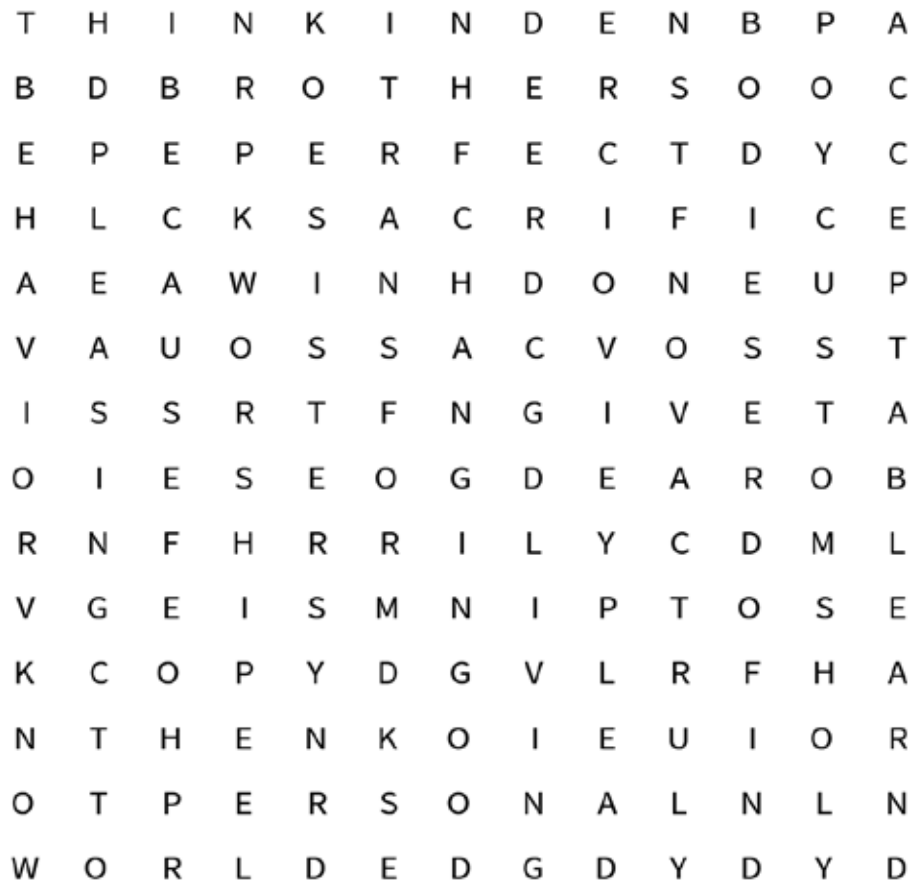 T H I N K I N D E N B P A
B D B R O T H E R S O O C
E P E P E R F E C T D Y C
H L C K S A C R I F I C E
A E A W I N H D O N E U P
V A U O S S A C V O S S T
I S S R T F N G I V E T A
O I E S E O G D E A R O B
R N F H R R I L Y C D M L
V G E I S M N I P T O S E
K C O P Y D G V L R F H A
N T H E N K O I E U I O R
O T P E R S O N A L N L N
W O R L D E D G D Y D Y D